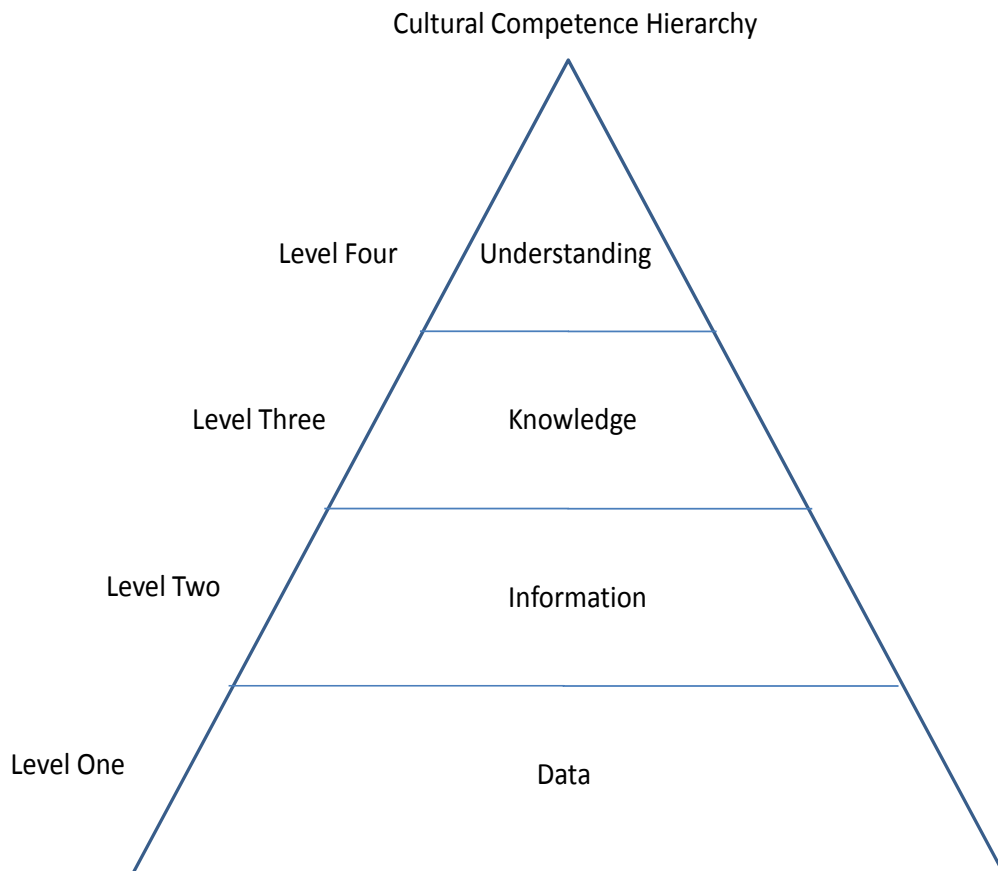 Cultural Competence Hierarchy
Level Four Understanding
Level Three Knowledge
Level Two Information
Level One Data